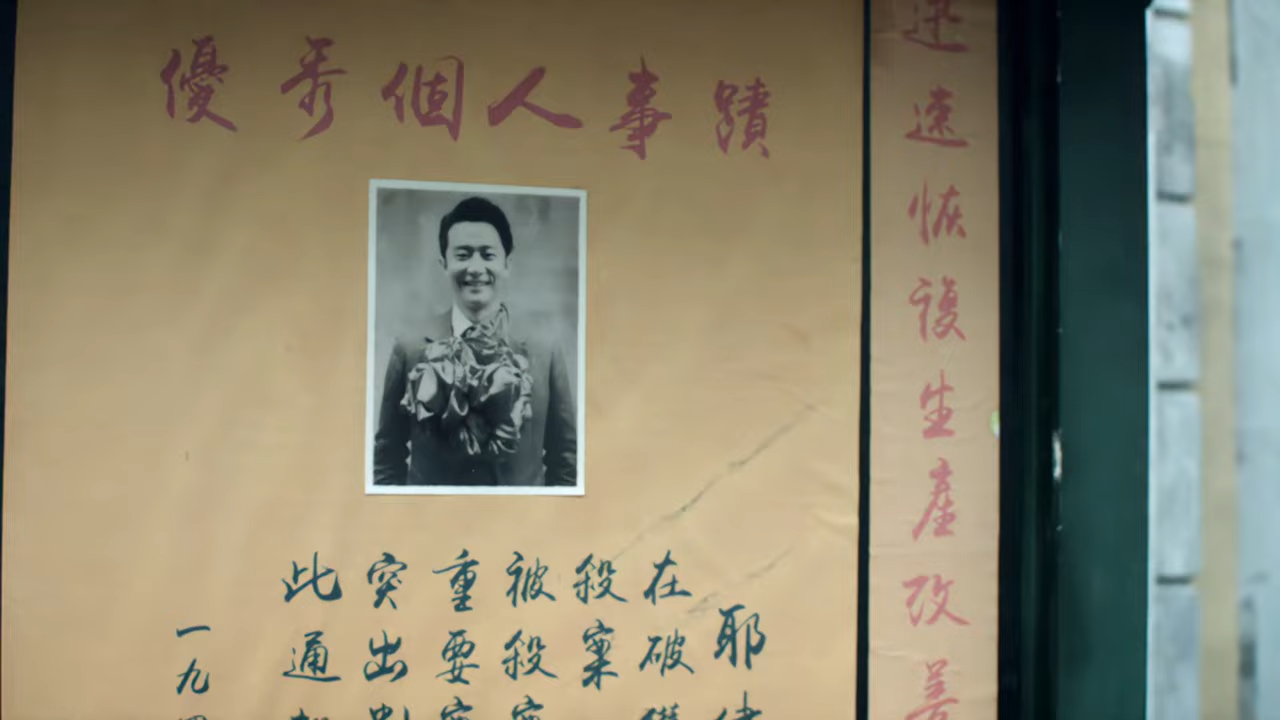 優秀個人事蹟
耶
在破
殺案
被殺
重要
突出
此通
一九
迅速恢復生產改善